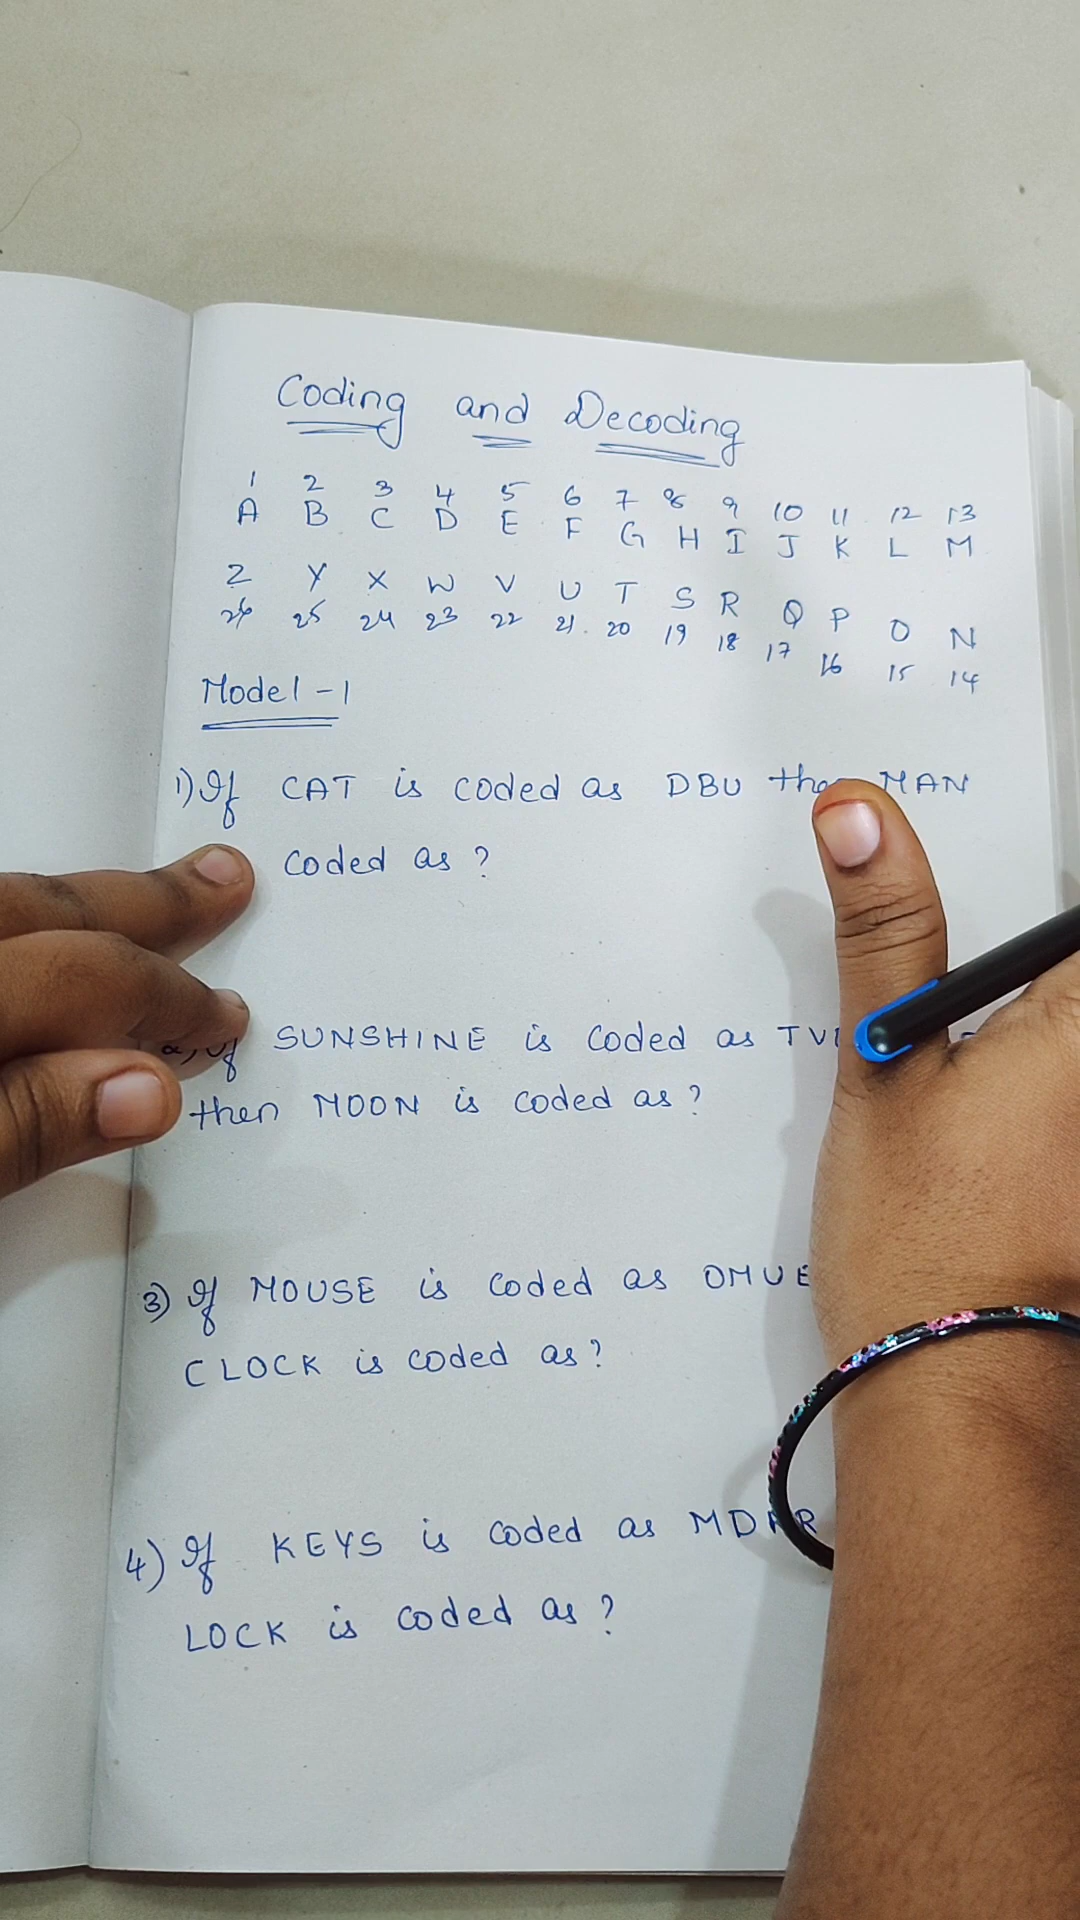 Coding and Decoding
1 2 3 4 5 6 7 8 9 10 11 12 13
A B C D E F G H I J K L M
Z Y X W V U T S R Q P O N
26 25 24 23 22 21 20 19 18 17 16 15 14
Model-1
1) If CAT is coded as DBU MAN
coded as ?
If SUNSHINE is coded as
then MOON is coded as ?
3) If MOUSE is coded as OMUE
CLOCK is coded as ?
4) If KEYS is coded as
LOCK is coded as ?